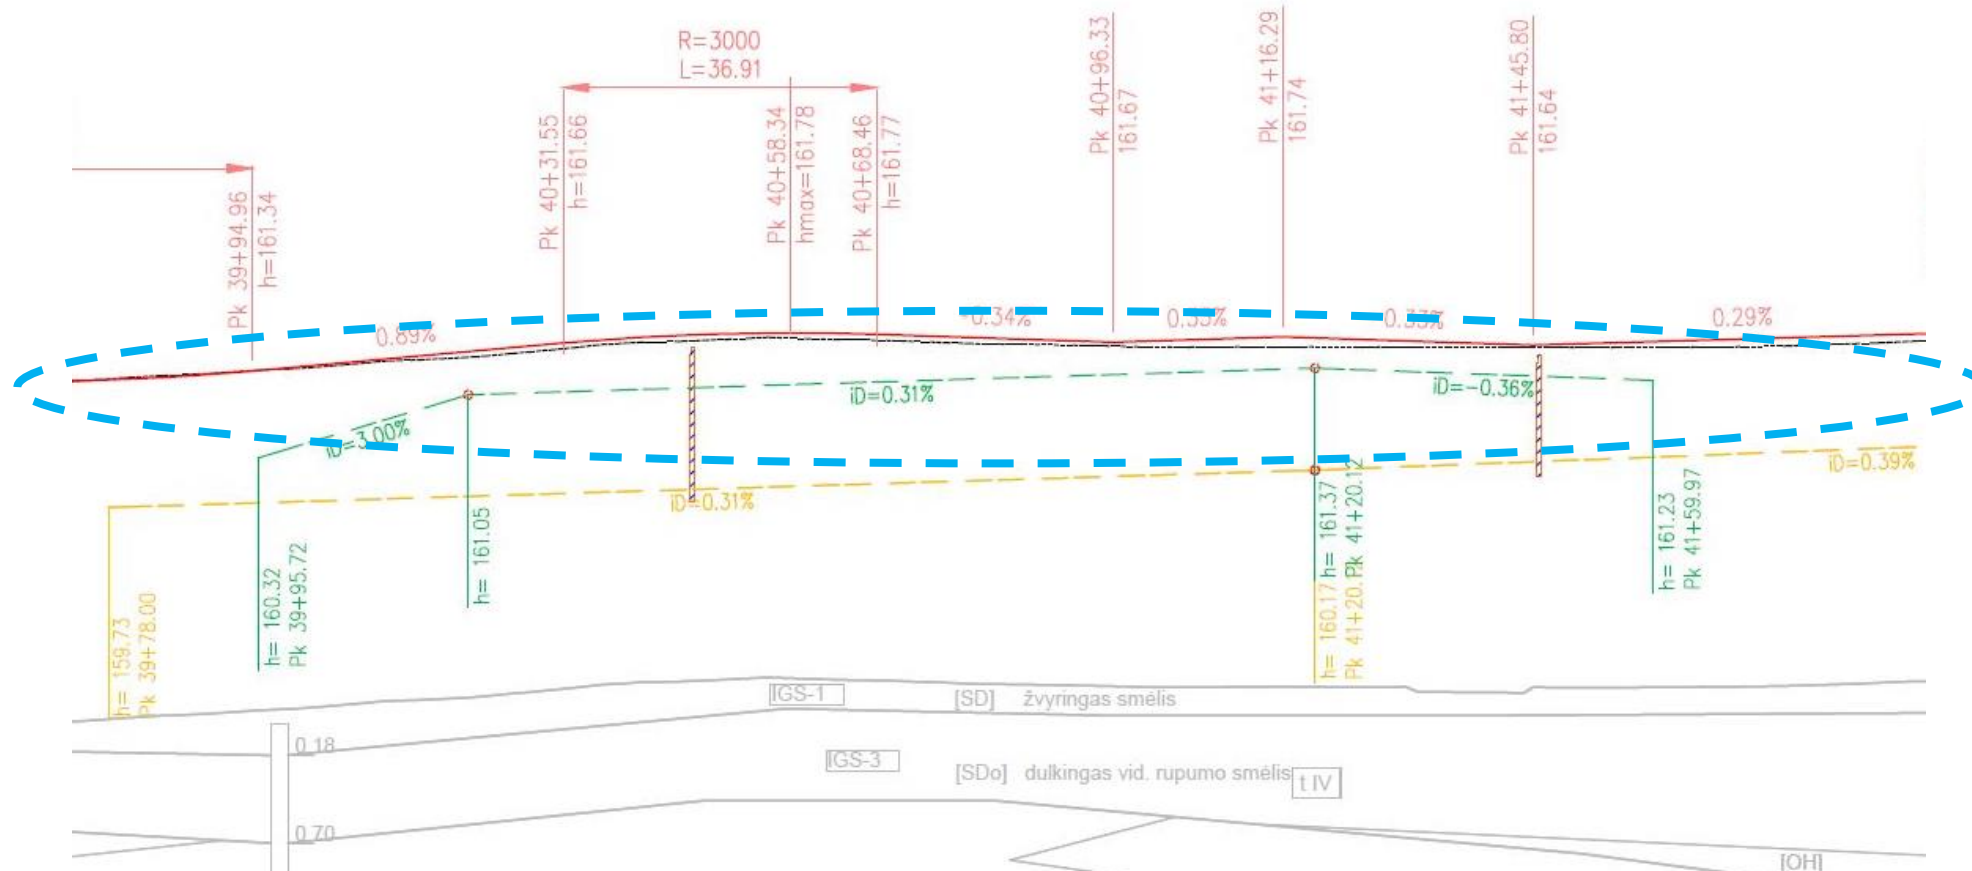 R=3000
L=36.91
Pk 39+94.96
h=161.34
Pk 40+31.55
h=161.66
Pk 40+58.34
hmax=161.78
Pk 40+68.46
h=161.77
Pk 40+96.33
161.67
Pk 41+16.29
161.74
Pk 41+45.80
161.64
0.89%
-0.34%
0.35%
-0.33%
0.29%
iD=3.00%
iD=0.31%
iD=-0.36%
iD=0.31%
iD=0.39%
h= 159.73
Pk 39+78.00
h= 160.32
Pk 39+95.72
h= 161.05
h= 161.37
Pk 41+20.12
h= 160.17
Pk 41+20.
h= 161.23
Pk 41+59.97
IGS-1
[SD] žvyringas smėlis
0.18
IGS-3
[SDo] dulkingas vid. rupumo smėlis
t IV
0.70
[OH]